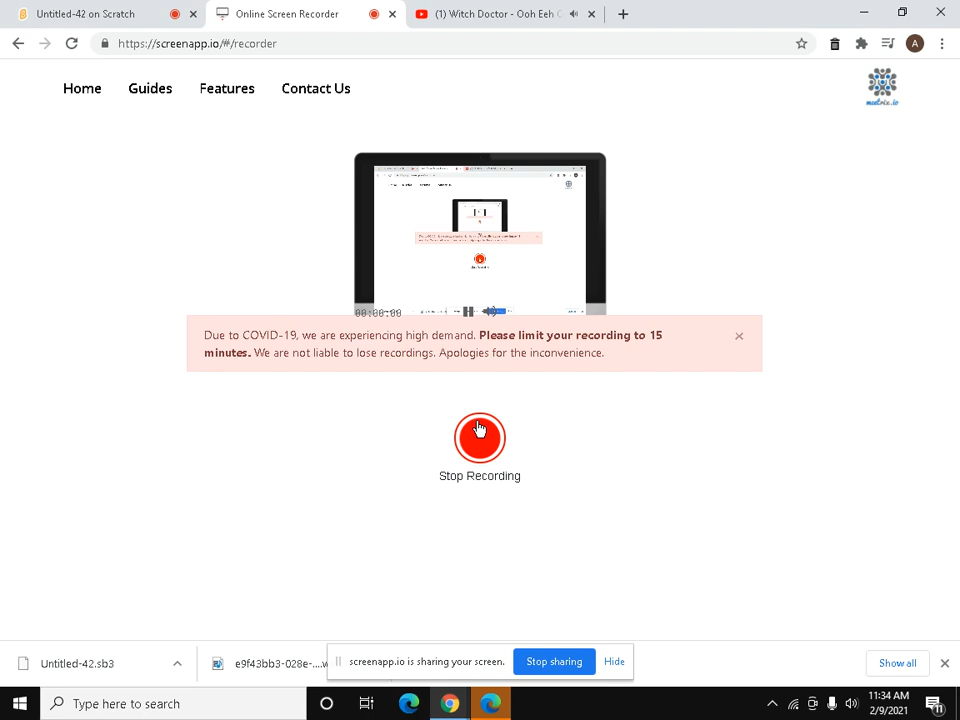 Untitled-42 on Scratch
Online Screen Recorder
(1) Witch Doctor - Ooh Eeh
https://screenapp.io/#/recorder
A
Home Guides Features Contact Us
mutrix.io
00:00:00
Due to COVID-19, we are experiencing high demand. Please limit your recording to 15
minutes. We are not liable to lose recordings. Apologies for the inconvenience.
Stop Recording
Untitled-42.sb3
e9f43bb3-028e-....w
screenapp.io is sharing your screen.
Stop sharing
Hide
Show all
Type here to search
11:34 AM
2/9/2021
11